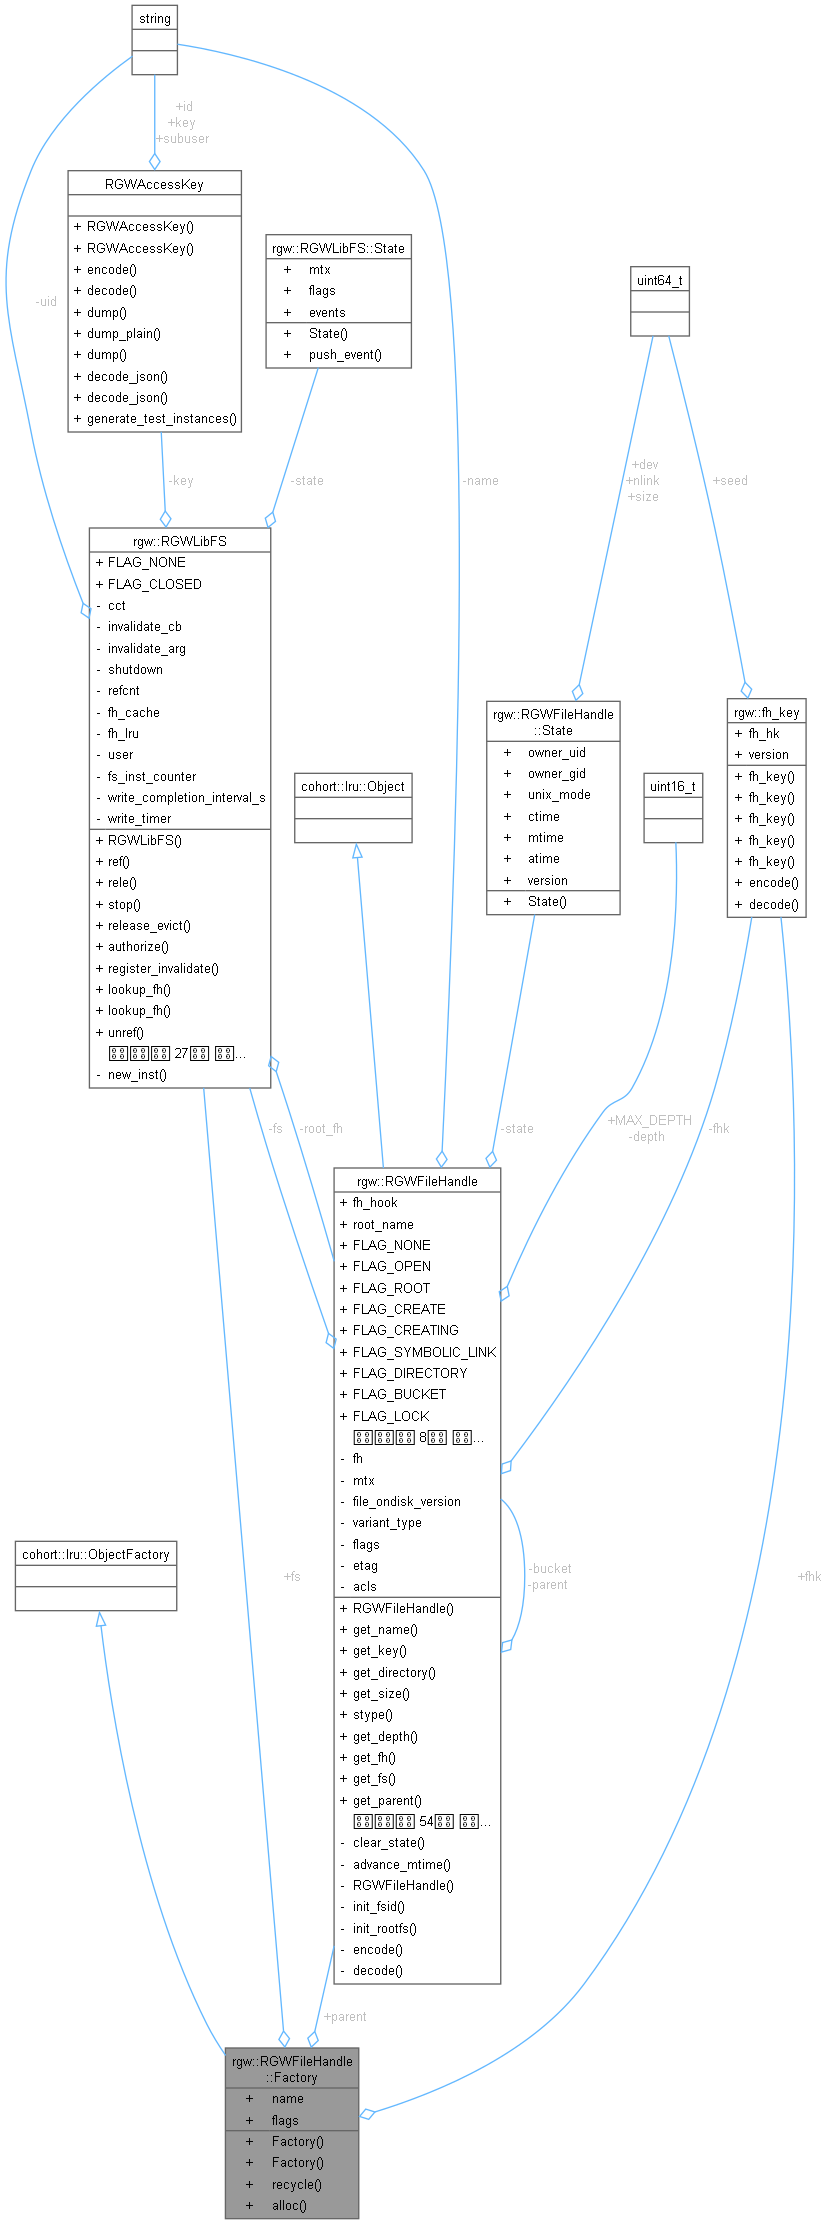 string
+id
+key
+subuser
RGWAccessKey
+ RGWAccessKey()
+ RGWAccessKey()
+ encode()
+ decode()
+ dump()
+ dump_plain()
+ dump()
+ decode_json()
+ decode_json()
+ generate_test_instances()
rgw::RGWLibFS::State
+ mtx
+ flags
+ events
+ State()
+ push_event()
uint64_t
-uid
-key
-state
-name
+dev
+nlink
+size
+seed
rgw::RGWLibFS
+ FLAG_NONE
+ FLAG_CLOSED
- cct
- invalidate_cb
- invalidate_arg
- shutdown
- refcnt
- fh_cache
- fh_lru
- user
- fs_inst_counter
- write_completion_interval_s
- write_timer
+ RGWLibFS()
+ ref()
+ rele()
+ stop()
+ release_evict()
+ authorize()
+ register_invalidate()
+ lookup_fh()
+ lookup_fh()
+ unref()
27 ...
- new_inst()
cohort::lru::Object
rgw::RGWFileHandle
::State
+ owner_uid
+ owner_gid
+ unix_mode
+ ctime
+ mtime
+ atime
+ version
+ State()
uint16_t
rgw::fh_key
+ fh_hk
+ version
+ fh_key()
+ fh_key()
+ fh_key()
+ fh_key()
+ fh_key()
+ encode()
+ decode()
-fs
-root_fh
-state
+MAX_DEPTH
-depth
-fhk
rgw::RGWFileHandle
+ fh_hook
+ root_name
+ FLAG_NONE
+ FLAG_OPEN
+ FLAG_ROOT
+ FLAG_CREATE
+ FLAG_CREATING
+ FLAG_SYMBOLIC_LINK
+ FLAG_DIRECTORY
+ FLAG_BUCKET
+ FLAG_LOCK
8 ...
- fh
- mtx
- file_ondisk_version
- variant_type
- flags
- etag
- acls
+ RGWFileHandle()
+ get_name()
+ get_key()
+ get_directory()
+ get_size()
+ stype()
+ get_depth()
+ get_fh()
+ get_fs()
+ get_parent()
54 ...
- clear_state()
- advance_mtime()
- RGWFileHandle()
- init_fsid()
- init_rootfs()
- encode()
- decode()
-bucket
-parent
cohort::lru::ObjectFactory
+fs
+fhk
+parent
rgw::RGWFileHandle
::Factory
+ name
+ flags
+ Factory()
+ Factory()
+ recycle()
+ alloc()